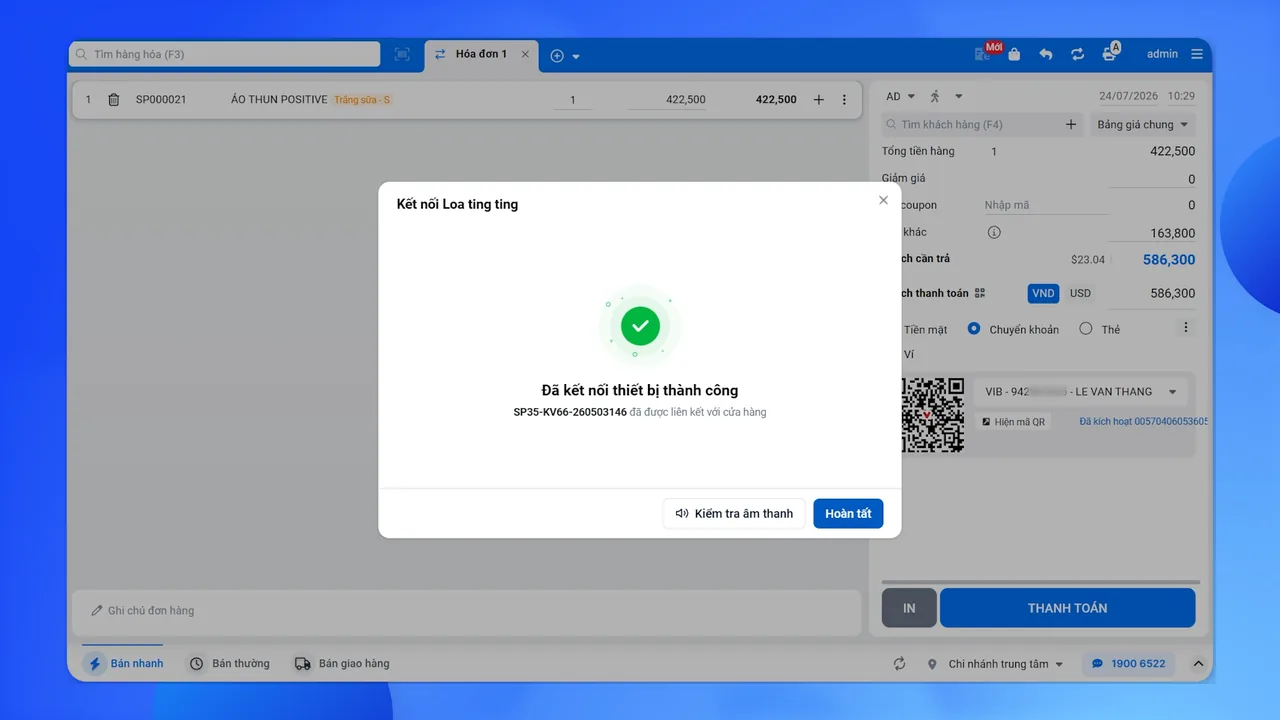 Tìm hàng hóa (F3)
Hóa đơn 1
Mới
A
admin
1 SP000021 ÁO THUN POSITIVE Trắng sữa - S 1 422,500 422,500
AD 24/07/2026 10:29
Tìm khách hàng (F4) Bảng giá chung
Tổng tiền hàng 1 422,500
Giảm giá 0
coupon Nhập mã 0
khác 163,800
ch cần trả $23.04 586,300
ch thanh toán VND USD 586,300
Tiền mặt Chuyển khoản Thẻ
Ví
VIB - 942 - LE VAN THANG
Hiện mã QR Đã kích hoạt 00570406053605
Kết nối Loa ting ting
Đã kết nối thiết bị thành công
SP35-KV66-260503146 đã được liên kết với cửa hàng
Kiểm tra âm thanh Hoàn tất
Ghi chú đơn hàng
IN THANH TOÁN
Bán nhanh Bán thường Bán giao hàng Chi nhánh trung tâm 1900 6522